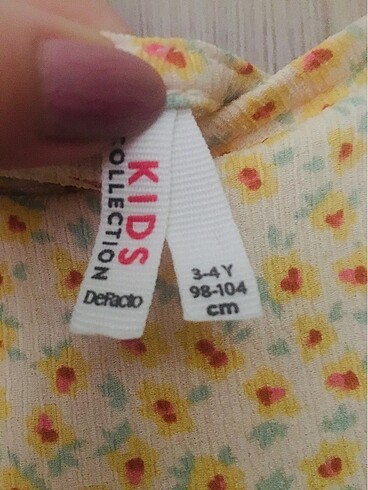 KIDS
COLLECTION
DeFacto
3-4 Y
98-104
cm